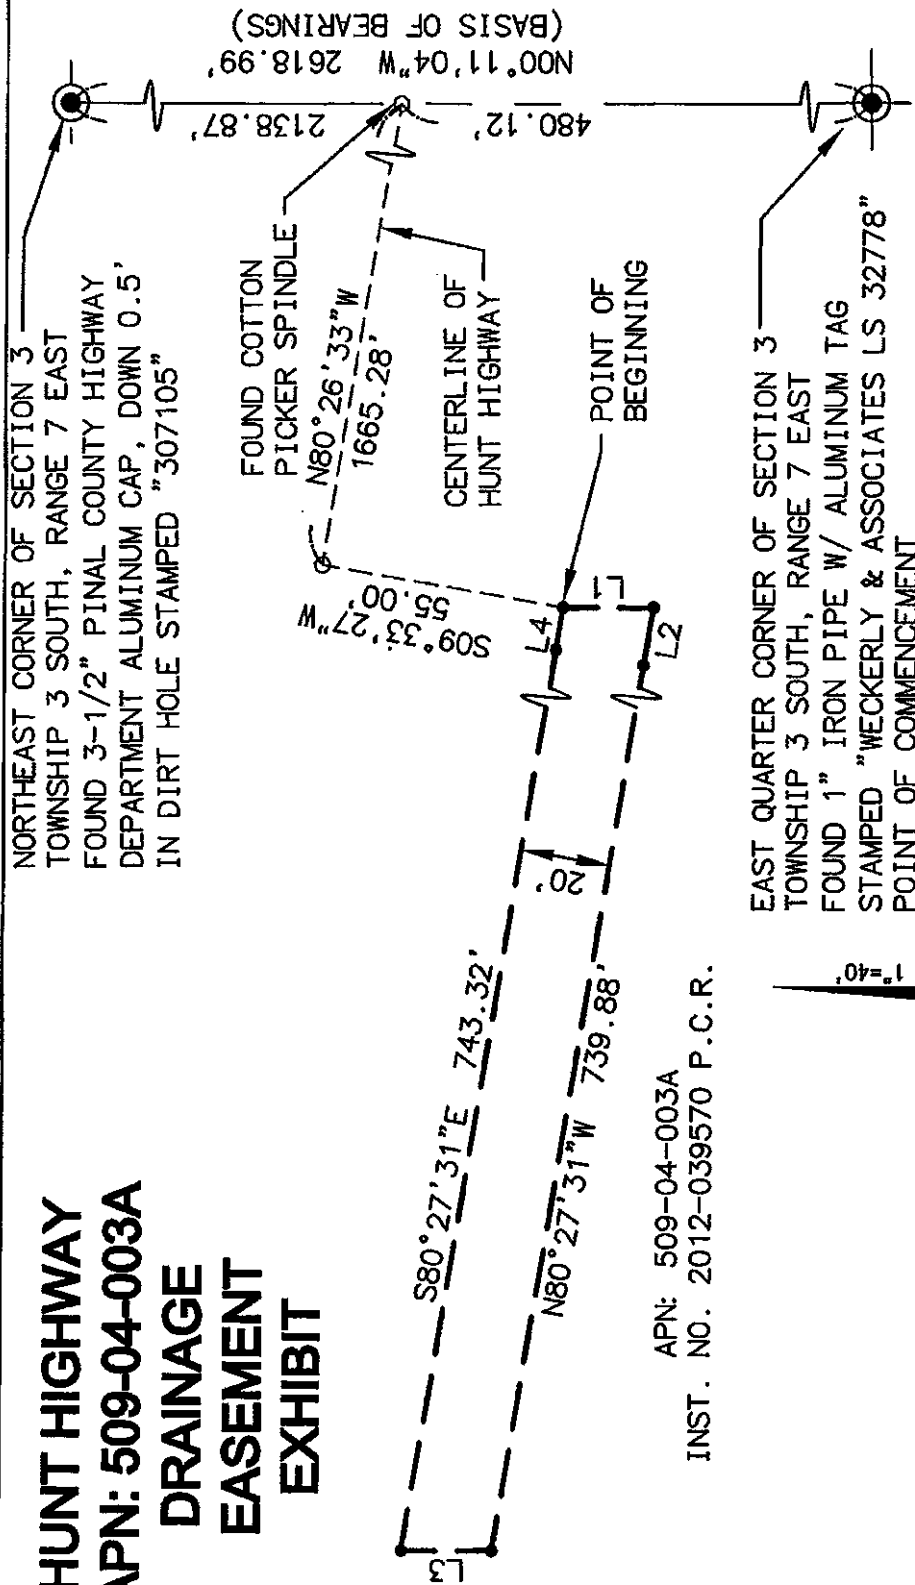 HUNT HIGHWAY
APN: 509-04-003A
DRAINAGE
EASEMENT
EXHIBIT
NORTHEAST CORNER OF SECTION 3
TOWNSHIP 3 SOUTH, RANGE 7 EAST
FOUND 3-1/2" PINAL COUNTY HIGHWAY
DEPARTMENT ALUMINUM CAP, DOWN 0.5'
IN DIRT HOLE STAMPED "307105"
(BASIS OF BEARINGS)
N00°11'04"W 2618.99'
2138.87'
480.12'
FOUND COTTON
PICKER SPINDLE
N80°26'33"W
1665.28'
CENTERLINE OF
HUNT HIGHWAY
S09°33'27"W
55.00'
POINT OF
BEGINNING
L4
L1
L2
20'
S80°27'31"E 743.32'
N80°27'31"W 739.88'
L3
APN: 509-04-003A
INST. NO. 2012-039570 P.C.R.
EAST QUARTER CORNER OF SECTION 3
TOWNSHIP 3 SOUTH, RANGE 7 EAST
FOUND 1" IRON PIPE W/ ALUMINUM TAG
STAMPED "WECKERLY & ASSOCIATES LS 32778"
POINT OF COMMENCEMENT
1"=40'